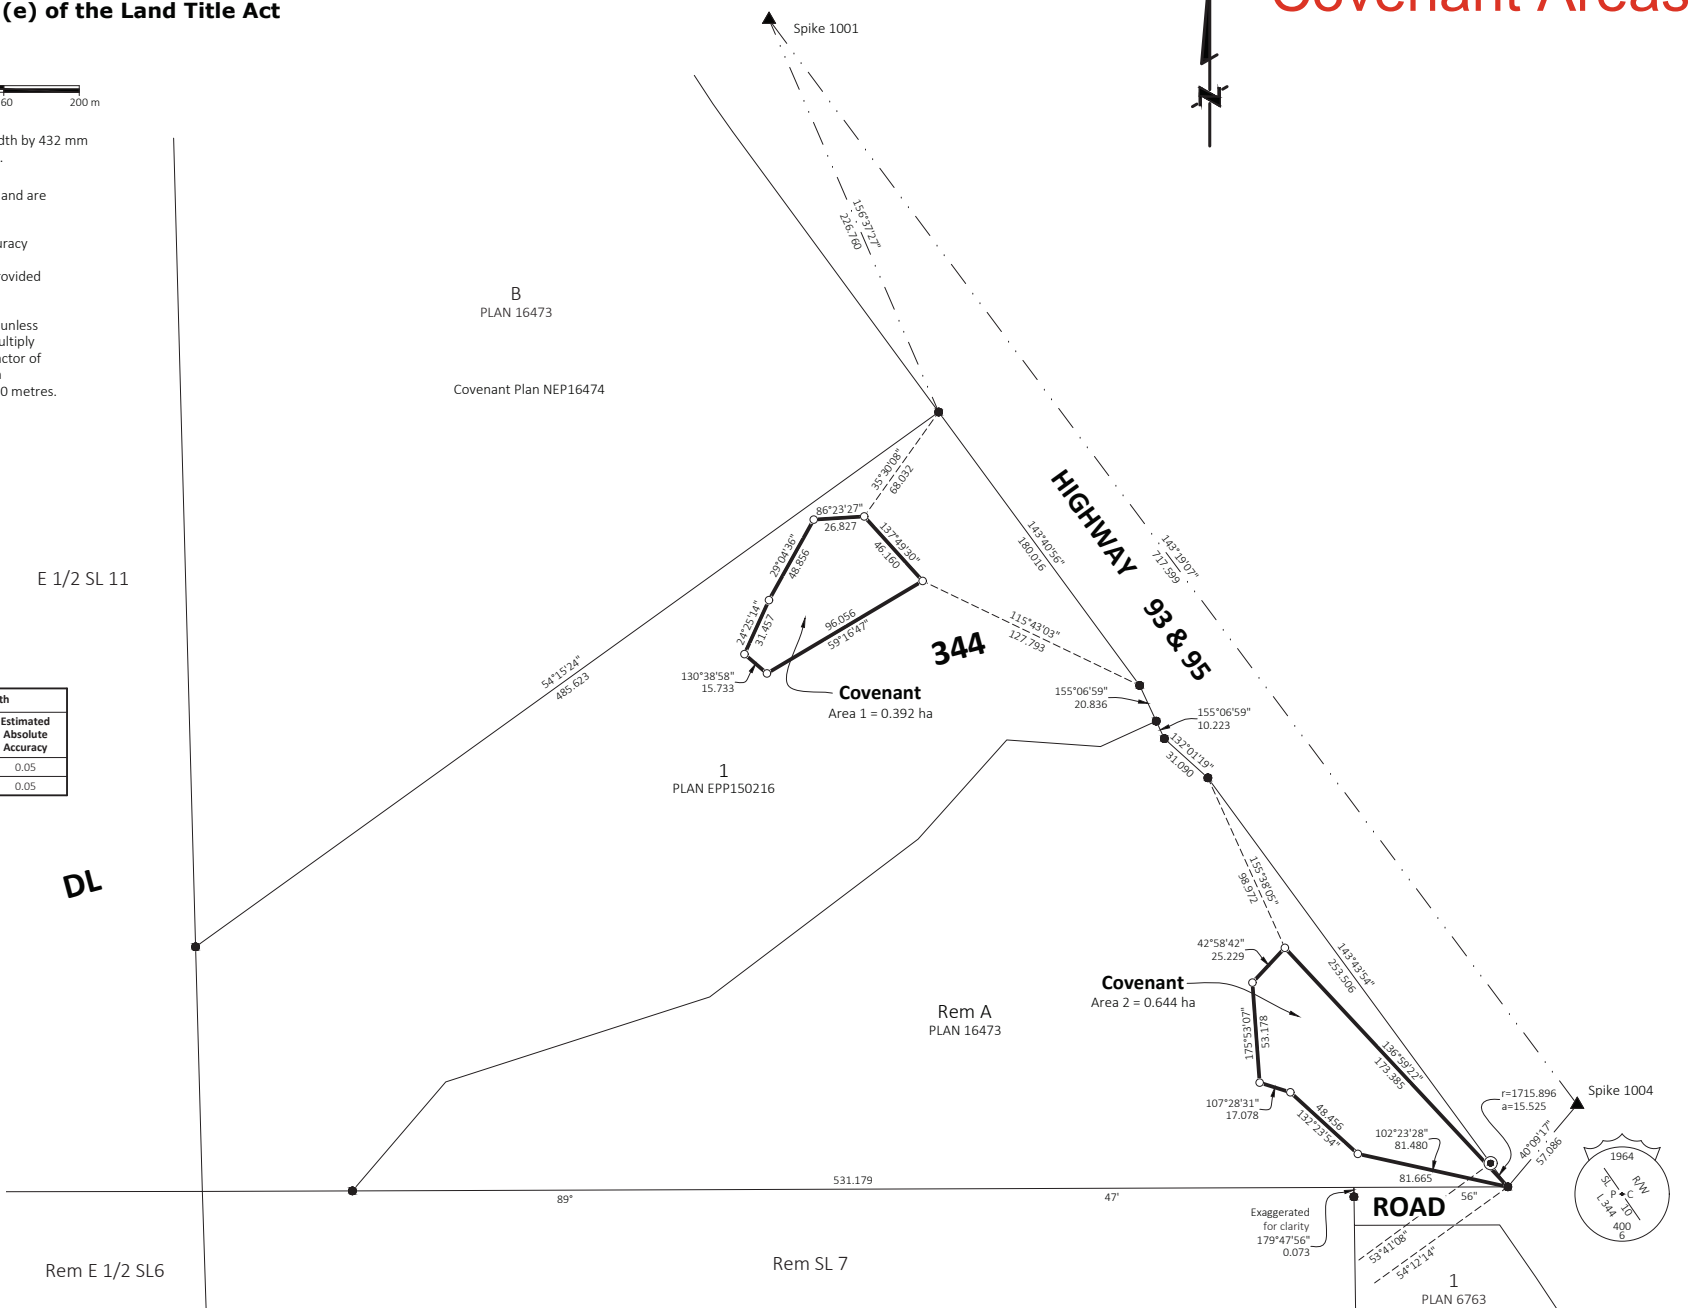 (e) of the Land Title Act
Covenant Areas
Spike 1001
60
200 m
dth by 432 mm
.
and are
uracy
rovided
unless
ultiply
actor of
0 metres.
156°37'27"
226.760
B
PLAN 16473
Covenant Plan NEP16474
35°30'08"
68.032
86°23'27"
26.827
137°49'30"
46.160
29°04'36"
48.856
24°25'14"
31.457
96.056
59°16'47"
130°38'58"
15.733
Covenant
Area 1 = 0.392 ha
344
HIGHWAY 93 & 95
143°40'56"
180.016
143°19'07"
717.599
115°43'03"
127.793
155°06'59"
20.836
155°06'59"
10.223
132°01'19"
31.090
E 1/2 SL 11
54°15'24"
485.623
th
Estimated
Absolute
Accuracy
0.05
0.05
1
PLAN EPP150216
DL
155°38'05"
98.972
42°58'42"
25.229
143°43'54"
253.506
Covenant
Area 2 = 0.644 ha
Rem A
PLAN 16473
175°53'07"
53.178
136°59'22"
173.385
107°28'31"
17.078
48.456
132°23'54"
102°23'28"
81.480
r=1715.896
a=15.525
Spike 1004
40°09'17"
57.086
1964
SL
R/W
P C
L 344
10
400
6
531.179
81.665
89°
47'
56"
ROAD
Exaggerated
for clarity
179°47'56"
0.073
53°41'08"
54°12'14"
Rem E 1/2 SL6
Rem SL 7
1
PLAN 6763